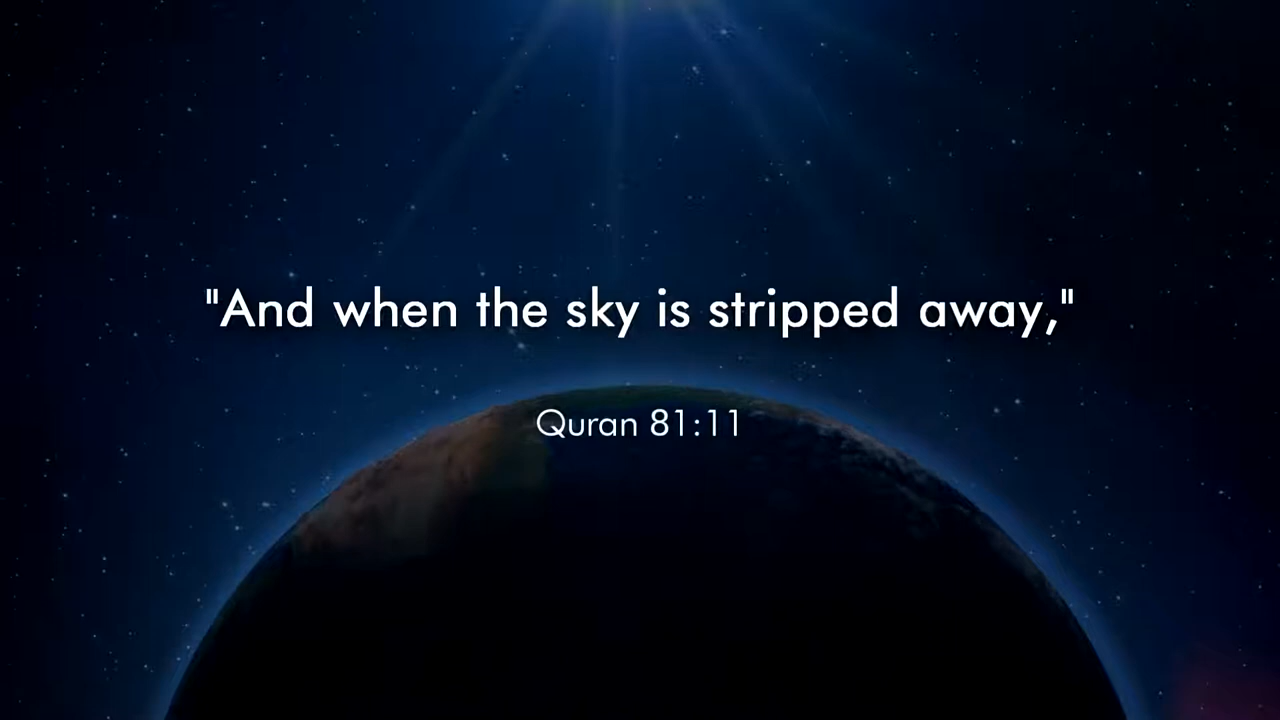 "And when the sky is stripped away,"
Quran 81:11